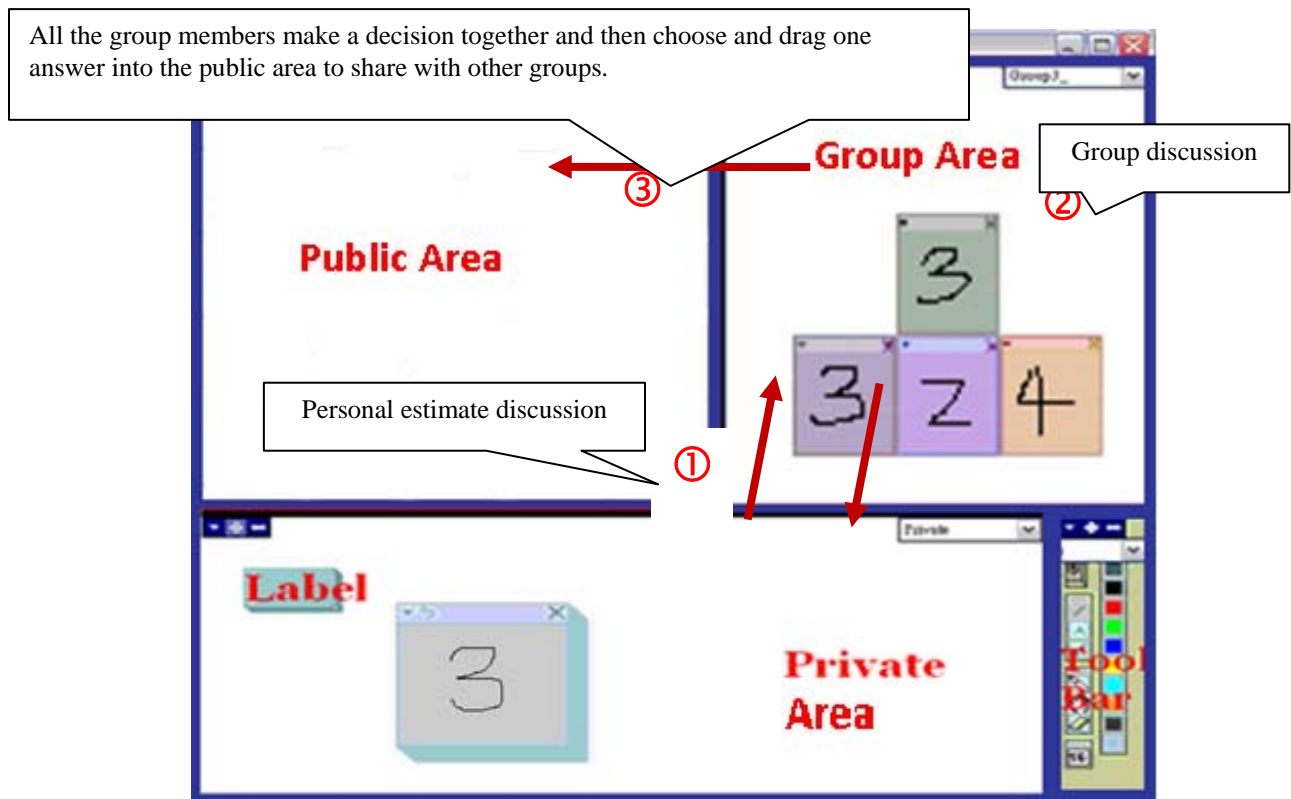 All the group members make a decision together and then choose and drag one
answer into the public area to share with other groups.
Group3_
Group Area
Group discussion
③
②
Public Area
3
3 2 4
Personal estimate discussion
①
Private
Label
3
Private
Area
Tool
Bar